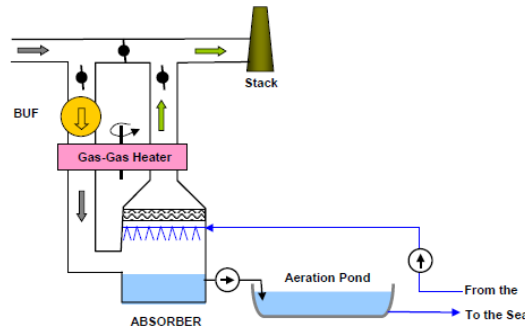 Stack
BUF
Gas-Gas Heater
Aeration Pond
From the
To the Sea
ABSORBER